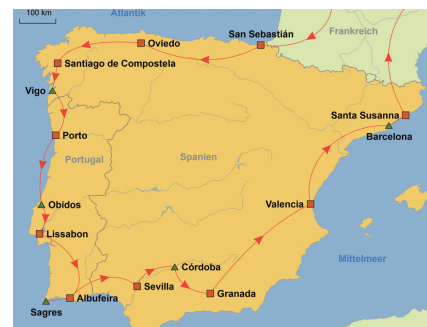 100 km
Atlantik
San Sebastián
Frankreich
Oviedo
Santiago de Compostela
Vigo
Santa Susanna
Porto
Barcelona
Portugal
Spanien
Obidos
Valencia
Lissabon
Mittelmeer
Córdoba
Sevilla
Granada
Albufeira
Sagres